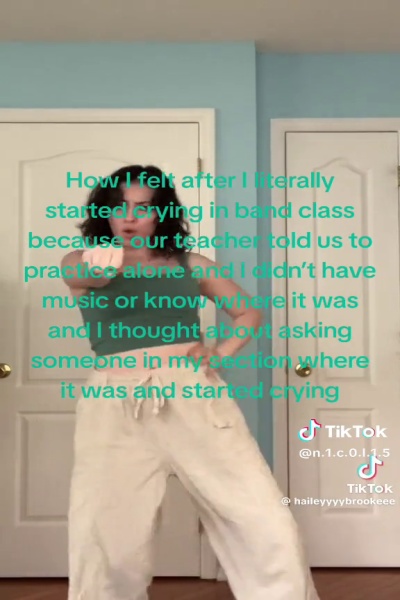 How I felt after I literally
started crying in band class
because our teacher told us to
practice alone and I didn't have
music or know where it was
and I thought about asking
someone in my section where
it was and started crying
TikTok
@n.1.c.0.l.1.5
TikTok
@haileyyyybrookeee